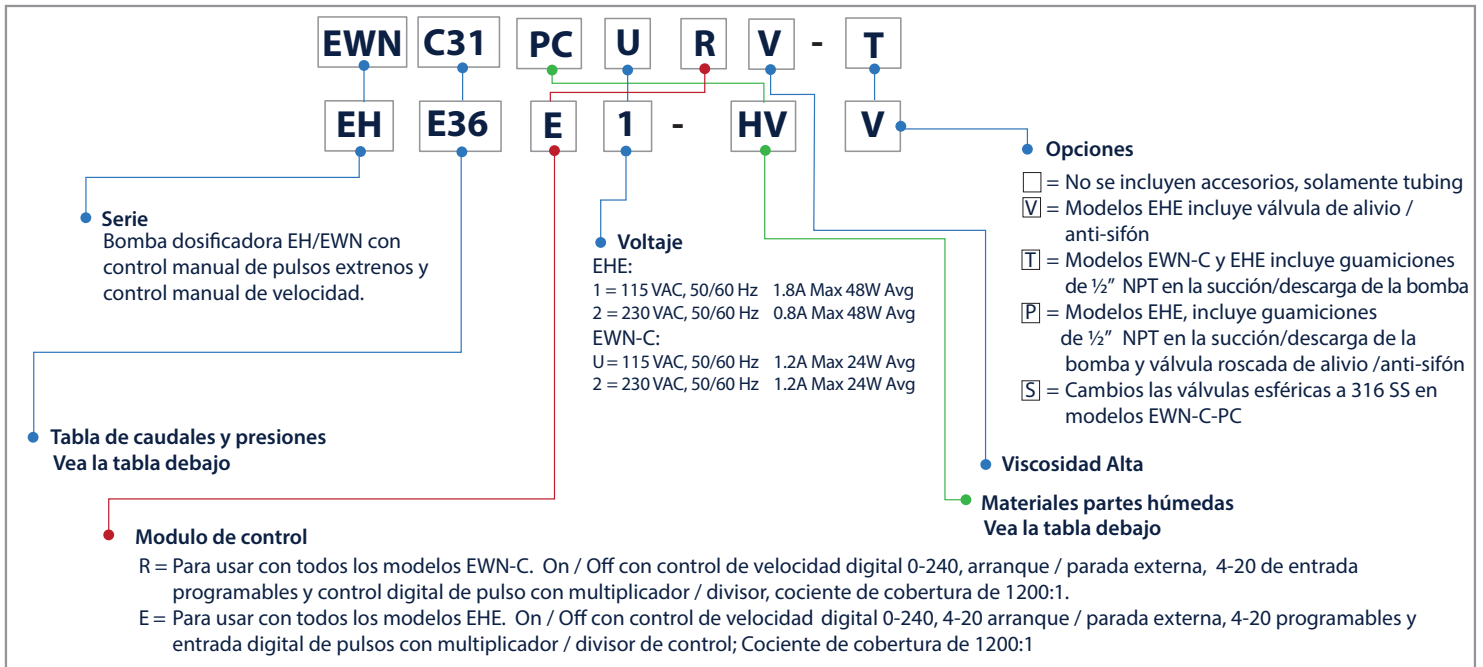 EWN C31 PC U R V - T
EH E36 E 1 - HV V
Serie
Bomba dosificadora EH/EWN con
control manual de pulsos extrenos y
control manual de velocidad.
Voltaje
EHE:
1 = 115 VAC, 50/60 Hz 1.8A Max 48W Avg
2 = 230 VAC, 50/60 Hz 0.8A Max 48W Avg
EWN-C:
U = 115 VAC, 50/60 Hz 1.2A Max 24W Avg
2 = 230 VAC, 50/60 Hz 1.2A Max 24W Avg
Opciones
= No se incluyen accesorios, solamente tubing
V = Modelos EHE incluye válvula de alivio /
anti-sifón
T = Modelos EWN-C y EHE incluye guamiciones
de ½” NPT en la succión/descarga de la bomba
P = Modelos EHE, incluye guamiciones
de ½” NPT en la succión/descarga de la
bomba y válvula roscada de alivio /anti-sifón
S = Cambios las válvulas esféricas a 316 SS en
modelos EWN-C-PC
Tabla de caudales y presiones
Vea la tabla debajo
Viscosidad Alta
Materiales partes húmedas
Vea la tabla debajo
Modulo de control
R = Para usar con todos los modelos EWN-C. On / Off con control de velocidad digital 0-240, arranque / parada externa, 4-20 de entrada
programables y control digital de pulso con multiplicador / divisor, cociente de cobertura de 1200:1.
E = Para usar con todos los modelos EHE. On / Off con control de velocidad digital 0-240, 4-20 arranque / parada externa, 4-20 programables y
entrada digital de pulsos con multiplicador / divisor de control; Cociente de cobertura de 1200:1